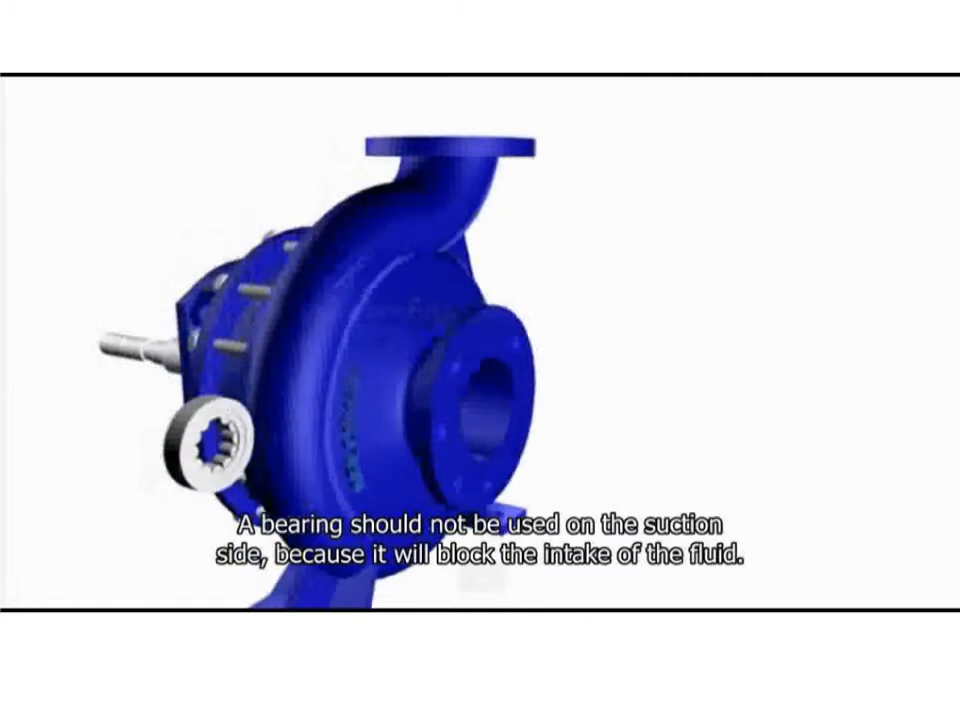 A bearing should not be used on the suction
side, because it will block the intake of the fluid.